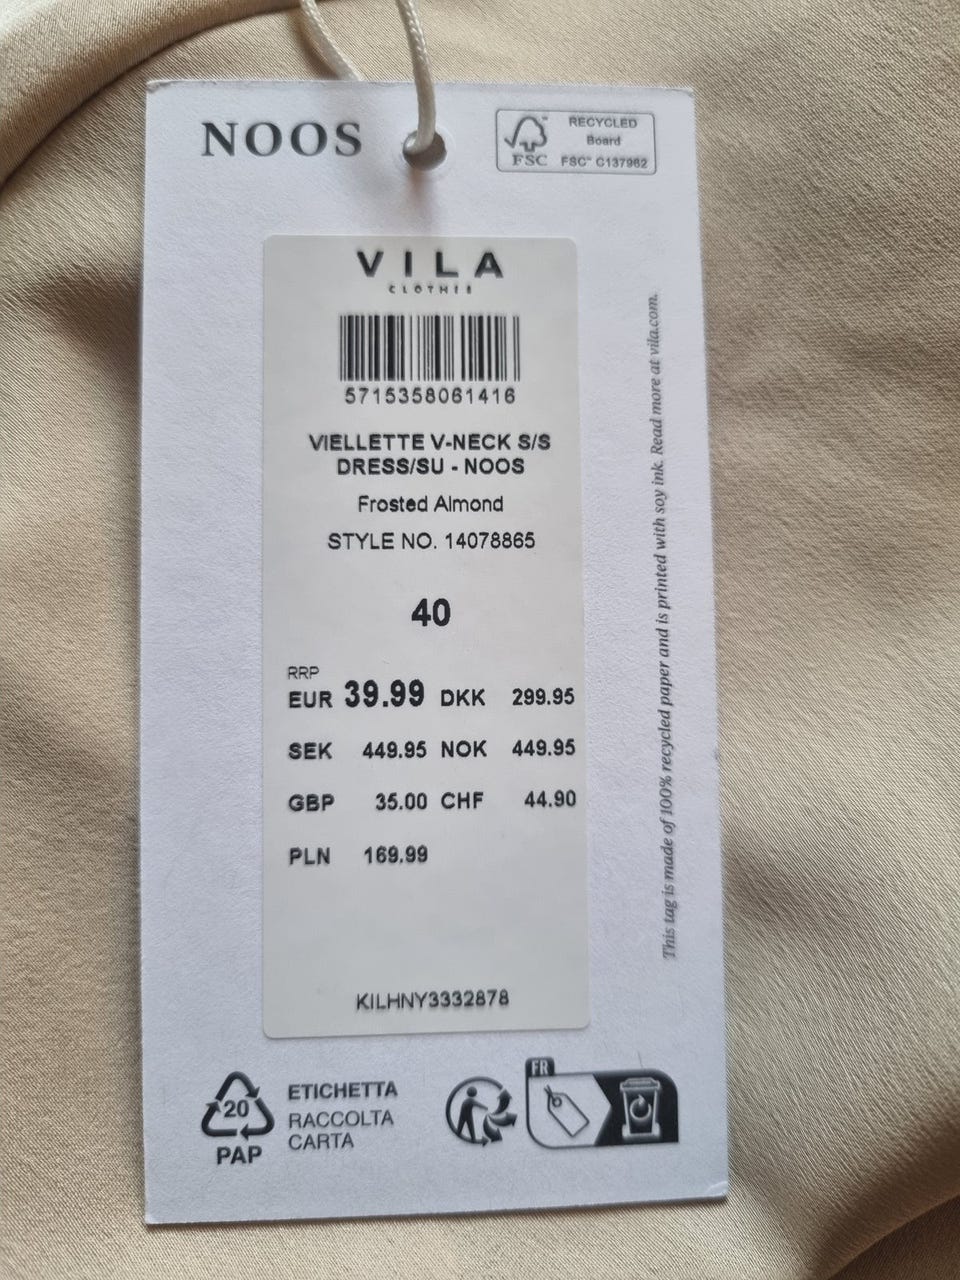 NOOS
FSC
RECYCLED
Board
FSC® C137962
VILA
CLOTHES
5715358061416
VIELLETTE V-NECK S/S
DRESS/SU - NOOS
Frosted Almond
STYLE NO. 14078865
40
RRP
EUR 39.99 DKK 299.95
SEK 449.95 NOK 449.95
GBP 35.00 CHF 44.90
PLN 169.99
KILHNY3332878
This tag is made of 100% recycled paper and is printed with soy ink. Read more at vila.com.
20
PAP
ETICHETTA
RACCOLTA
CARTA
FR